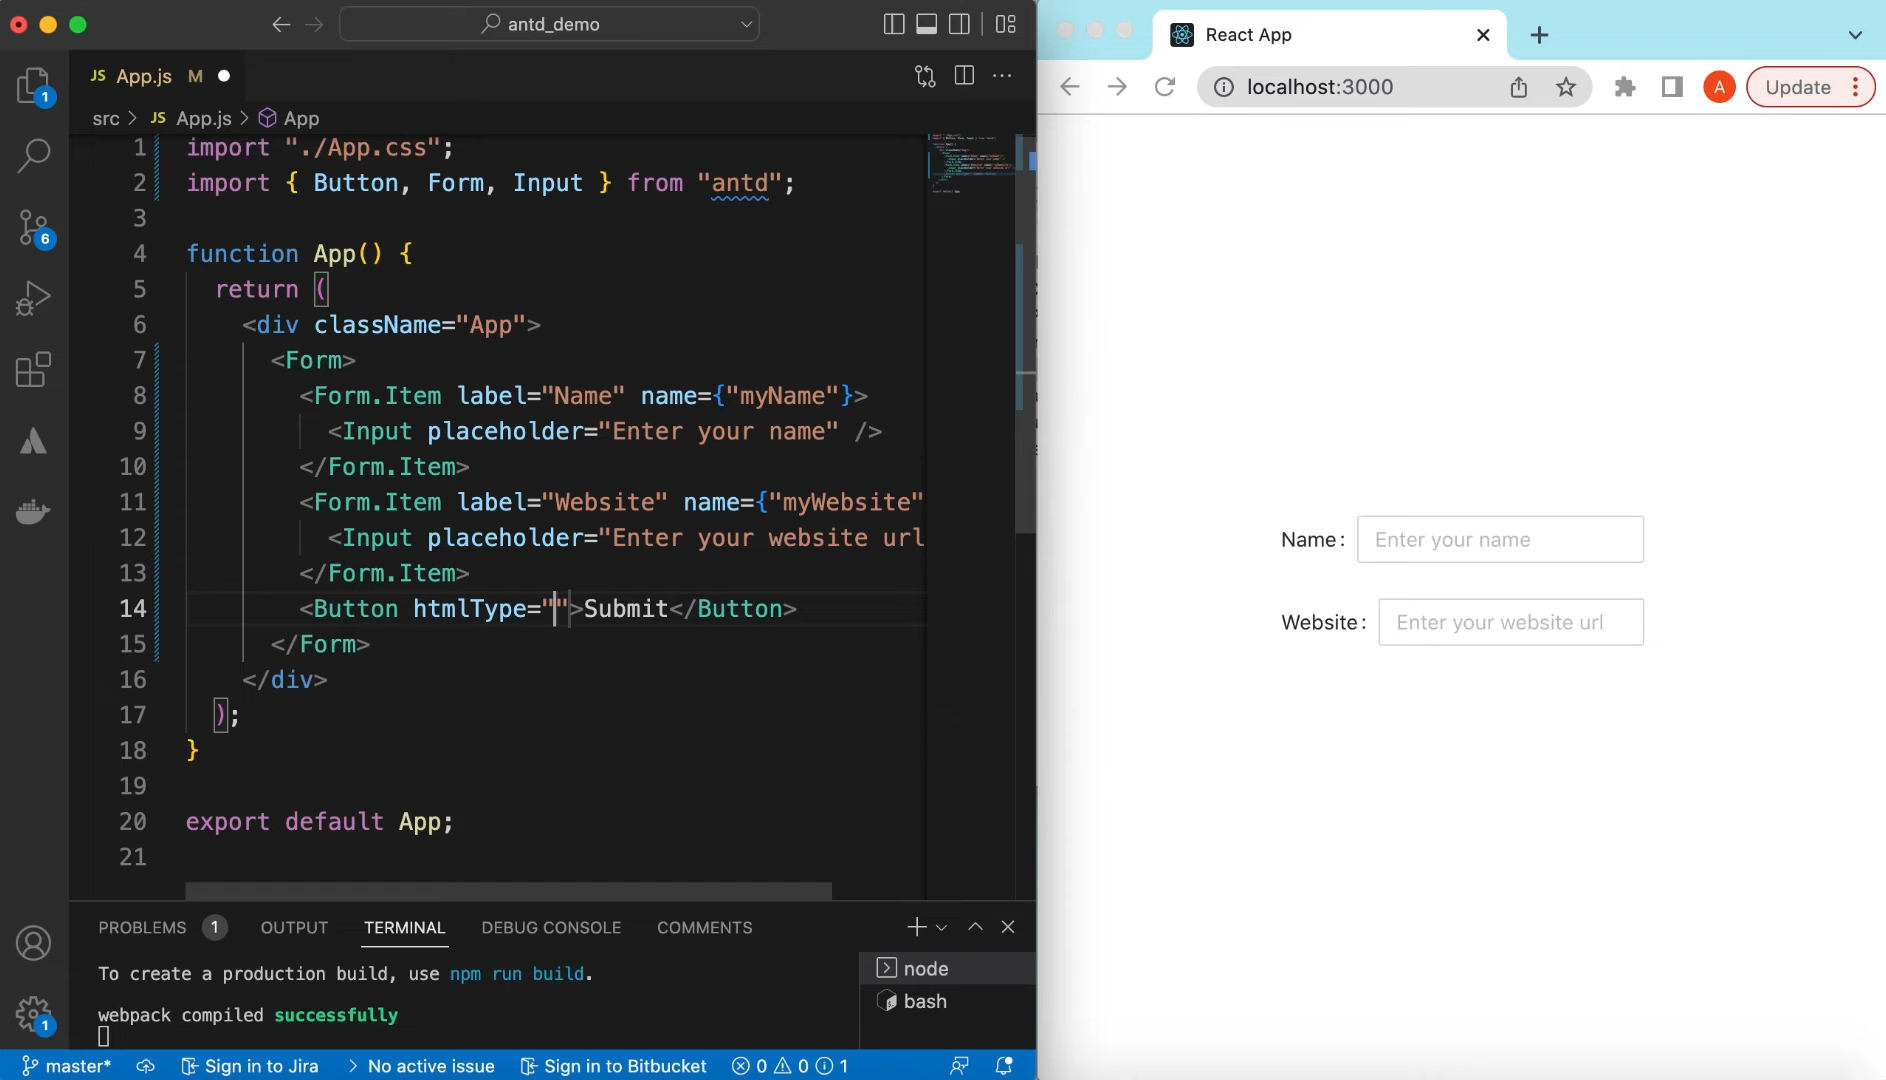 antd_demo
JS App.js M
src > JS App.js > App
1 import "./App.css";
2 import { Button, Form, Input } from "antd";
3
4 function App() {
5 return (
6 <div className="App">
7 <Form>
8 <Form.Item label="Name" name={"myName"}>
9 <Input placeholder="Enter your name" />
10 </Form.Item>
11 <Form.Item label="Website" name={"myWebsite"
12 <Input placeholder="Enter your website url
13 </Form.Item>
14 <Button htmlType="">Submit</Button>
15 </Form>
16 </div>
17 );
18 }
19
20 export default App;
21
1
6
1
PROBLEMS 1 OUTPUT TERMINAL DEBUG CONSOLE COMMENTS
To create a production build, use npm run build.
webpack compiled successfully
node
bash
master* Sign in to Jira > No active issue Sign in to Bitbucket 0 0 1
React App
localhost:3000
A
Update
Name: Enter your name
Website: Enter your website url